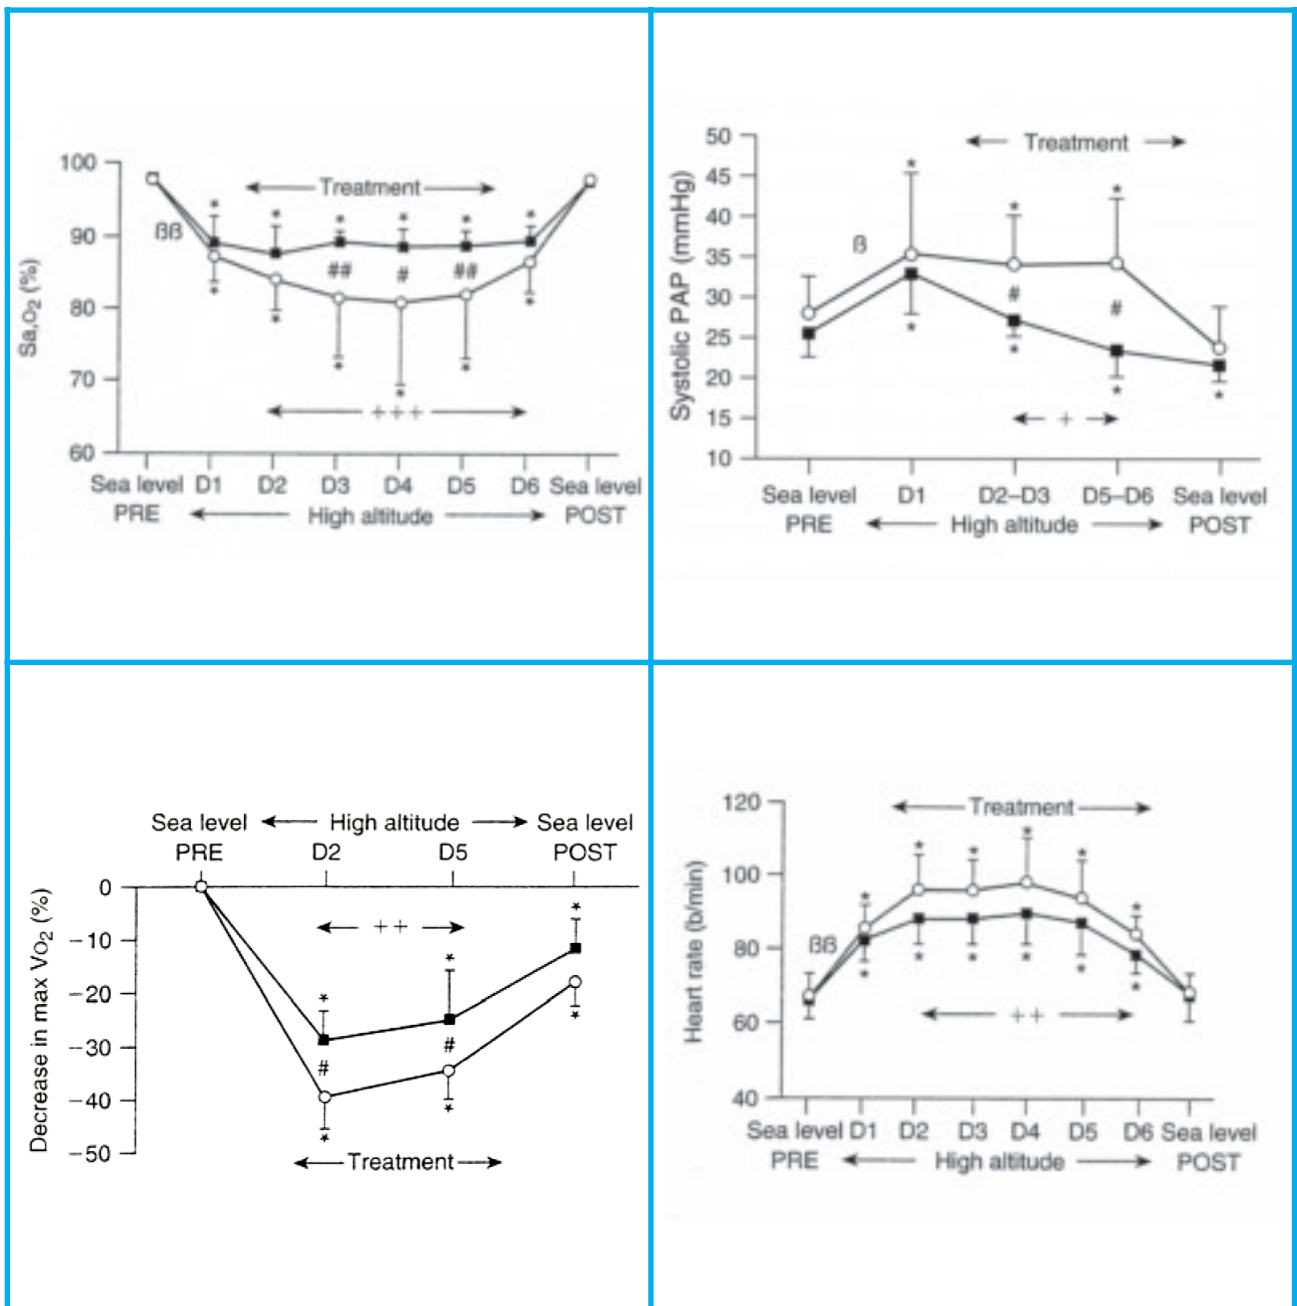 100
90
80
70
60
Sa,O₂ (%)
Treatment
* * * * * *
ßß
## # ##
* * * * * *
+++
Sea level D1 D2 D3 D4 D5 D6 Sea level
PRE High altitude POST
50
45
40
35
30
25
20
15
10
Systolic PAP (mmHg)
Treatment
* * *
ß
# #
* * * *
+
Sea level D1 D2–D3 D5–D6 Sea level
PRE High altitude POST
Sea level High altitude Sea level
PRE D2 D5 POST
0
−10
−20
−30
−40
−50
Decrease in max VO₂ (%)
++
* * *
# #
* * *
Treatment
120
100
80
60
40
Heart rate (b/min)
Treatment
* * * * * *
ßß
* * * * * *
++
Sea level D1 D2 D3 D4 D5 D6 Sea level
PRE High altitude POST